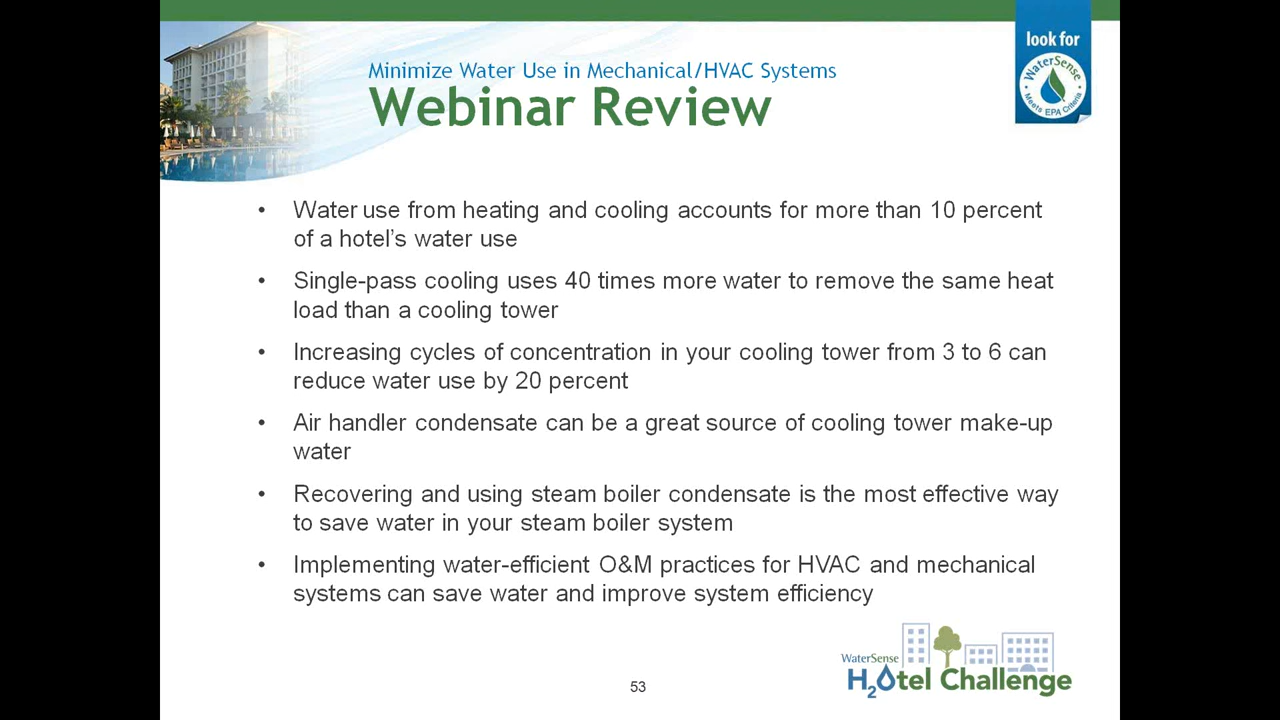 look for
WaterSense
Meets EPA Criteria
Minimize Water Use in Mechanical/HVAC Systems
Webinar Review
• Water use from heating and cooling accounts for more than 10 percent
of a hotel’s water use
• Single-pass cooling uses 40 times more water to remove the same heat
load than a cooling tower
• Increasing cycles of concentration in your cooling tower from 3 to 6 can
reduce water use by 20 percent
• Air handler condensate can be a great source of cooling tower make-up
water
• Recovering and using steam boiler condensate is the most effective way
to save water in your steam boiler system
• Implementing water-efficient O&M practices for HVAC and mechanical
systems can save water and improve system efficiency
WaterSense
H2Otel Challenge
53